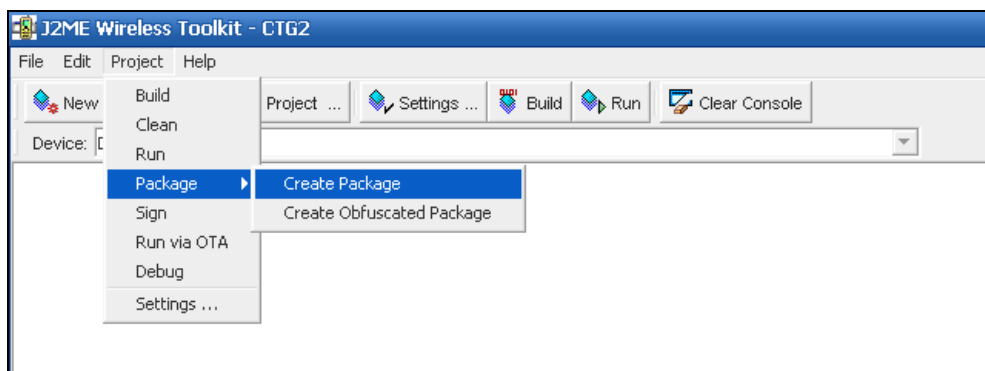 J2ME Wireless Toolkit - CTG2
File Edit Project Help
New Project ... Settings ... Build Run Clear Console
Device:
Build
Clean
Run
Package
Create Package
Create Obfuscated Package
Sign
Run via OTA
Debug
Settings ...